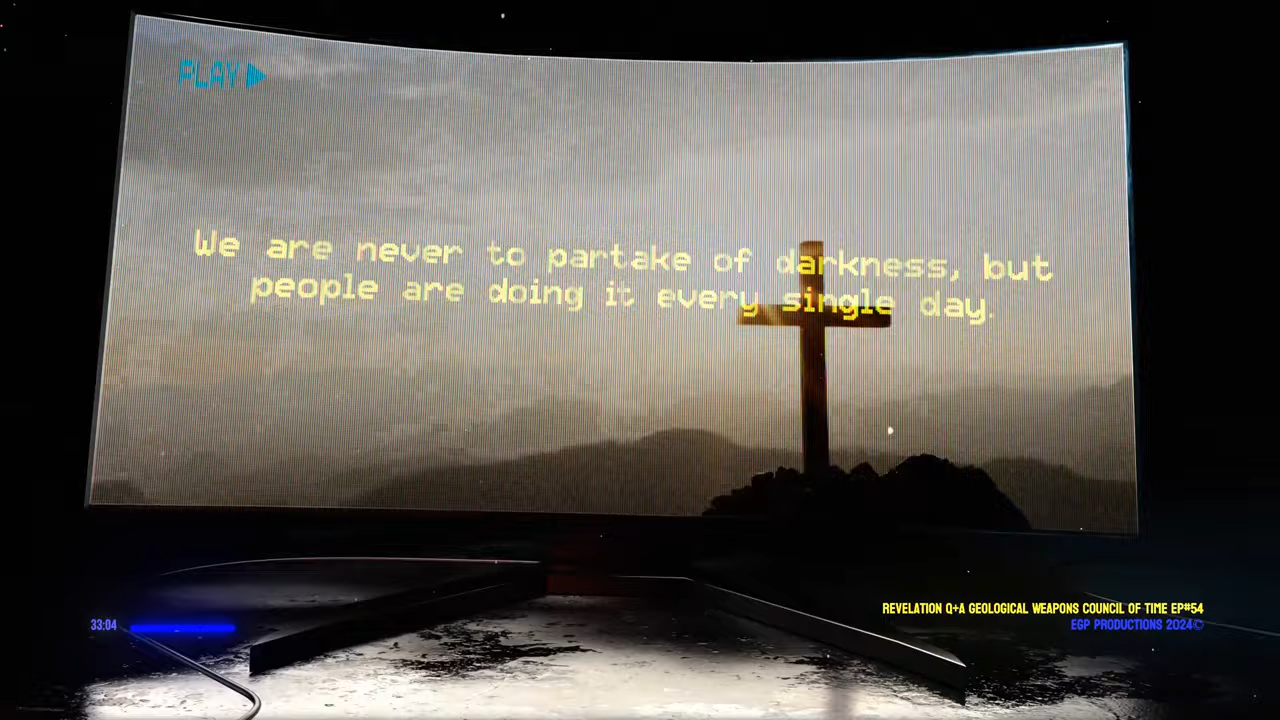 PLAY
We are never to partake of darkness, but
people are doing it every single day.
33:04
REVELATION Q+A GEOLOGICAL WEAPONS COUNCIL OF TIME EP#54
EGP PRODUCTIONS 2024©